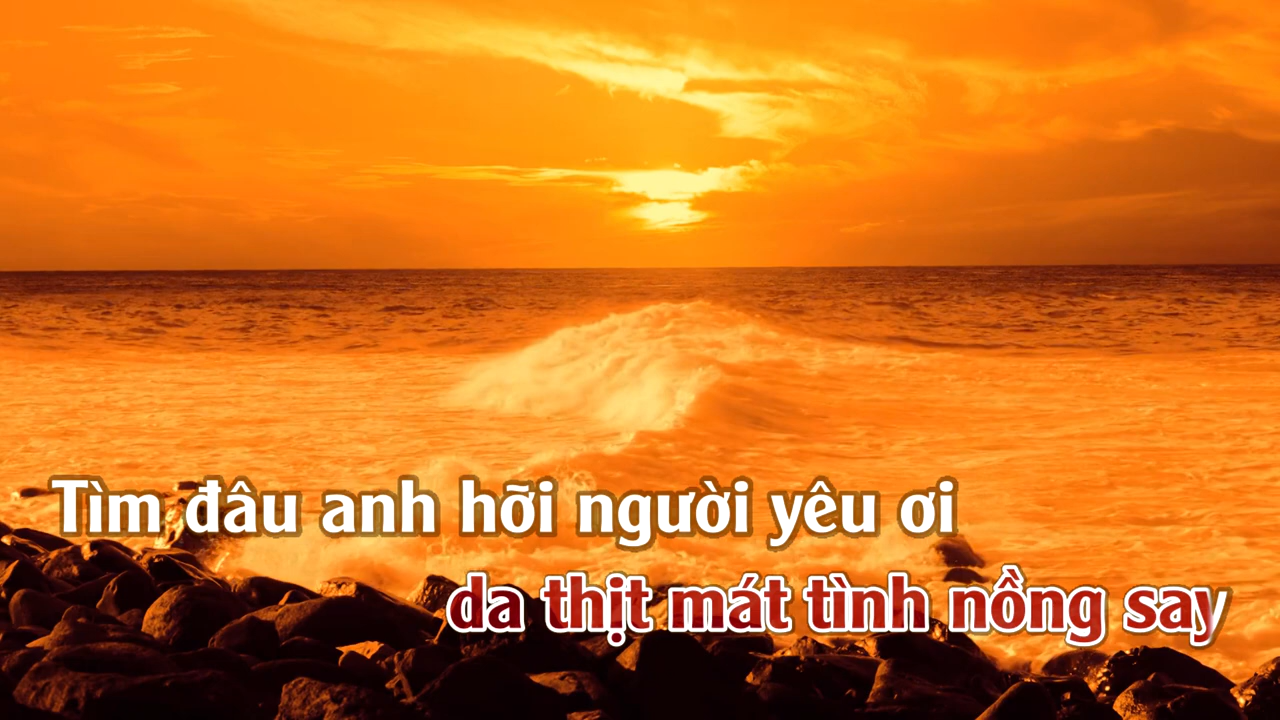 Tìm đâu anh hỡi người yêu ơi
da thịt mát tình nồng say